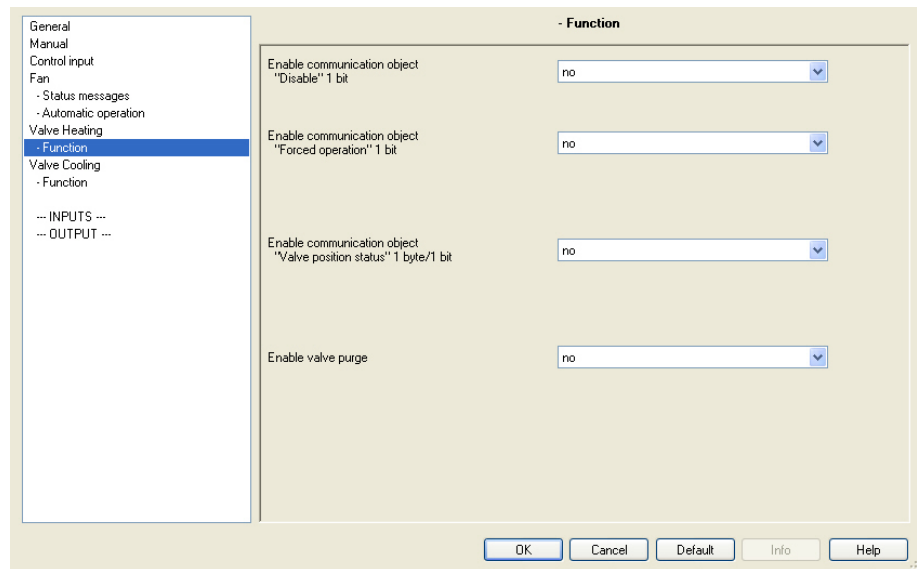 General
Manual
Control input
Fan
- Status messages
- Automatic operation
Valve Heating
- Function
Valve Cooling
- Function
--- INPUTS ---
--- OUTPUT ---
- Function
Enable communication object
"Disable" 1 bit
no
Enable communication object
"Forced operation" 1 bit
no
Enable communication object
"Valve position status" 1 byte/1 bit
no
Enable valve purge
no
OK
Cancel
Default
Info
Help